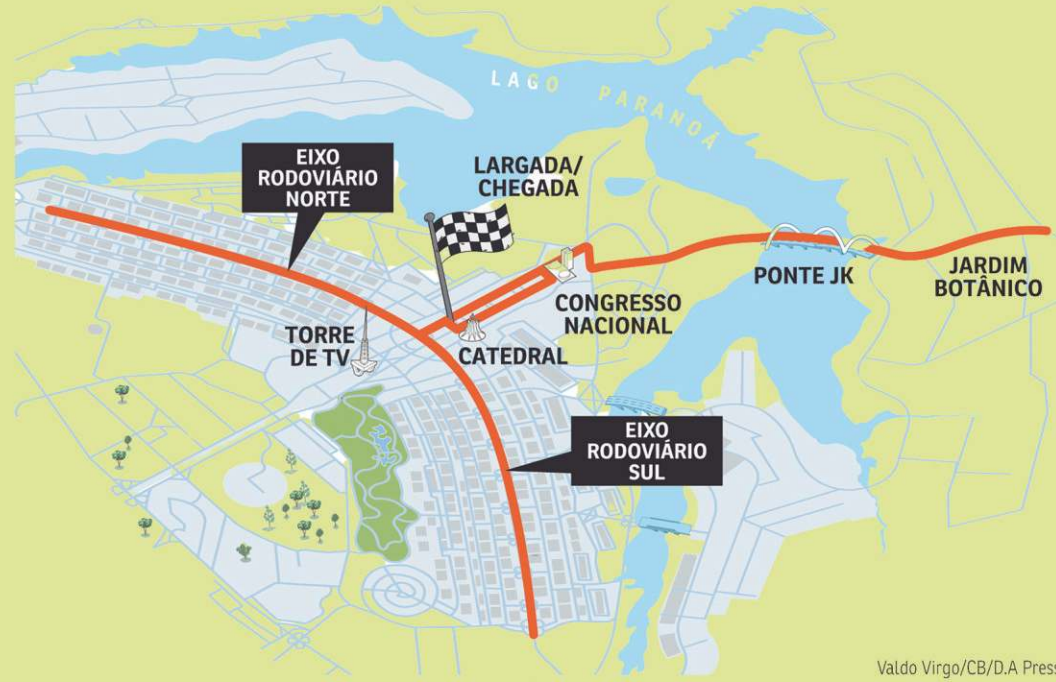 LAGO PARANOÁ
EIXO
RODOVIÁRIO
NORTE
LARGADA/
CHEGADA
PONTE JK
JARDIM
BOTÂNICO
CONGRESSO
NACIONAL
TORRE
DE TV
CATEDRAL
EIXO
RODOVIÁRIO
SUL
Valdo Virgo/CB/D.A Press